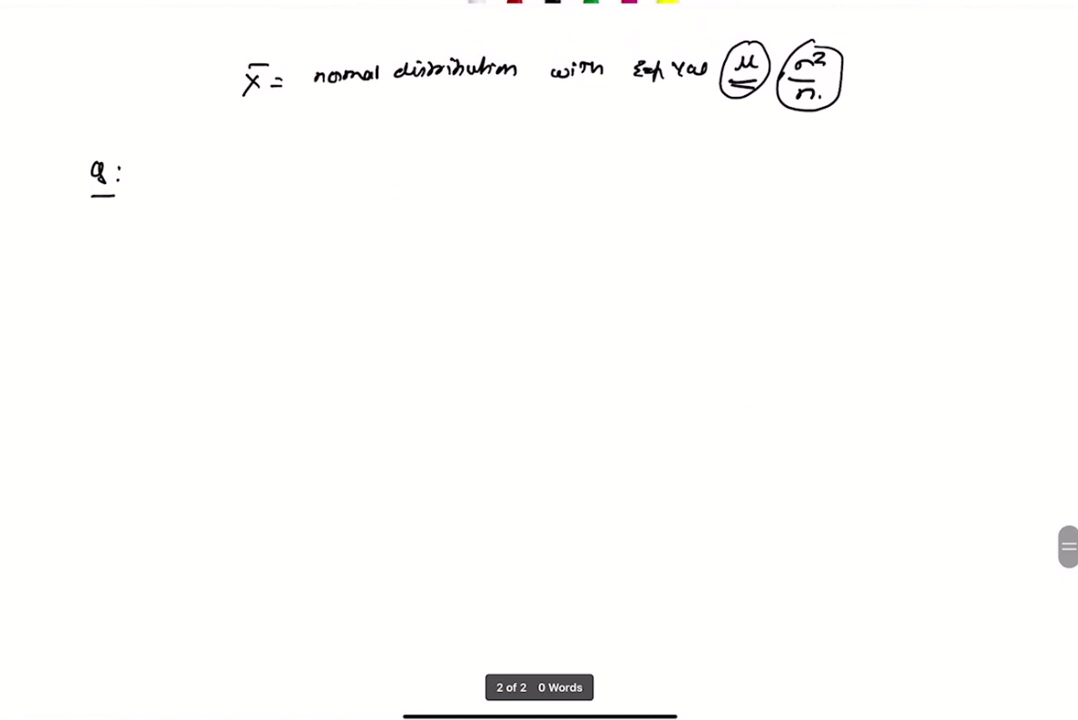 x̄ = normal distribution with Exp Val μ σ²/n.
Q:
2 of 2 0 Words